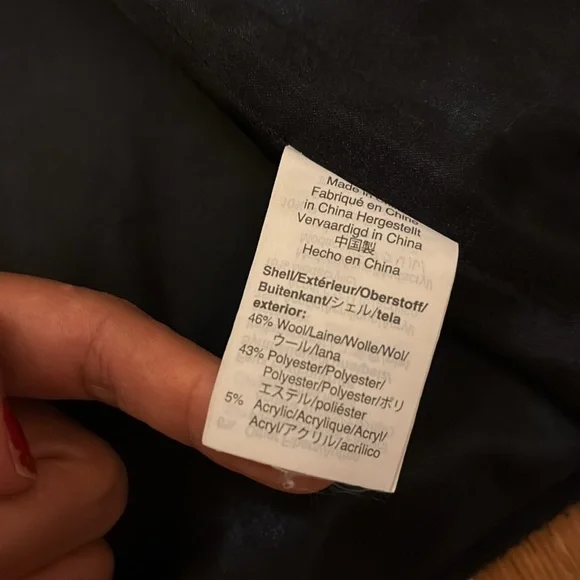 Made in
Fabriqué en Chine
in China Hergestellt
Vervaardigd in China
中国製
Hecho en China
Shell/Extérieur/Oberstoff/
Buitenkant/シェル/tela
exterior:
46% Wool/Laine/Wolle/Wol/
ウール/lana
43% Polyester/Polyester/
Polyester/Polyester/ポリ
エステル/poliéster
5% Acrylic/Acrylique/Acryl/
Acryl/アクリル/acrílico